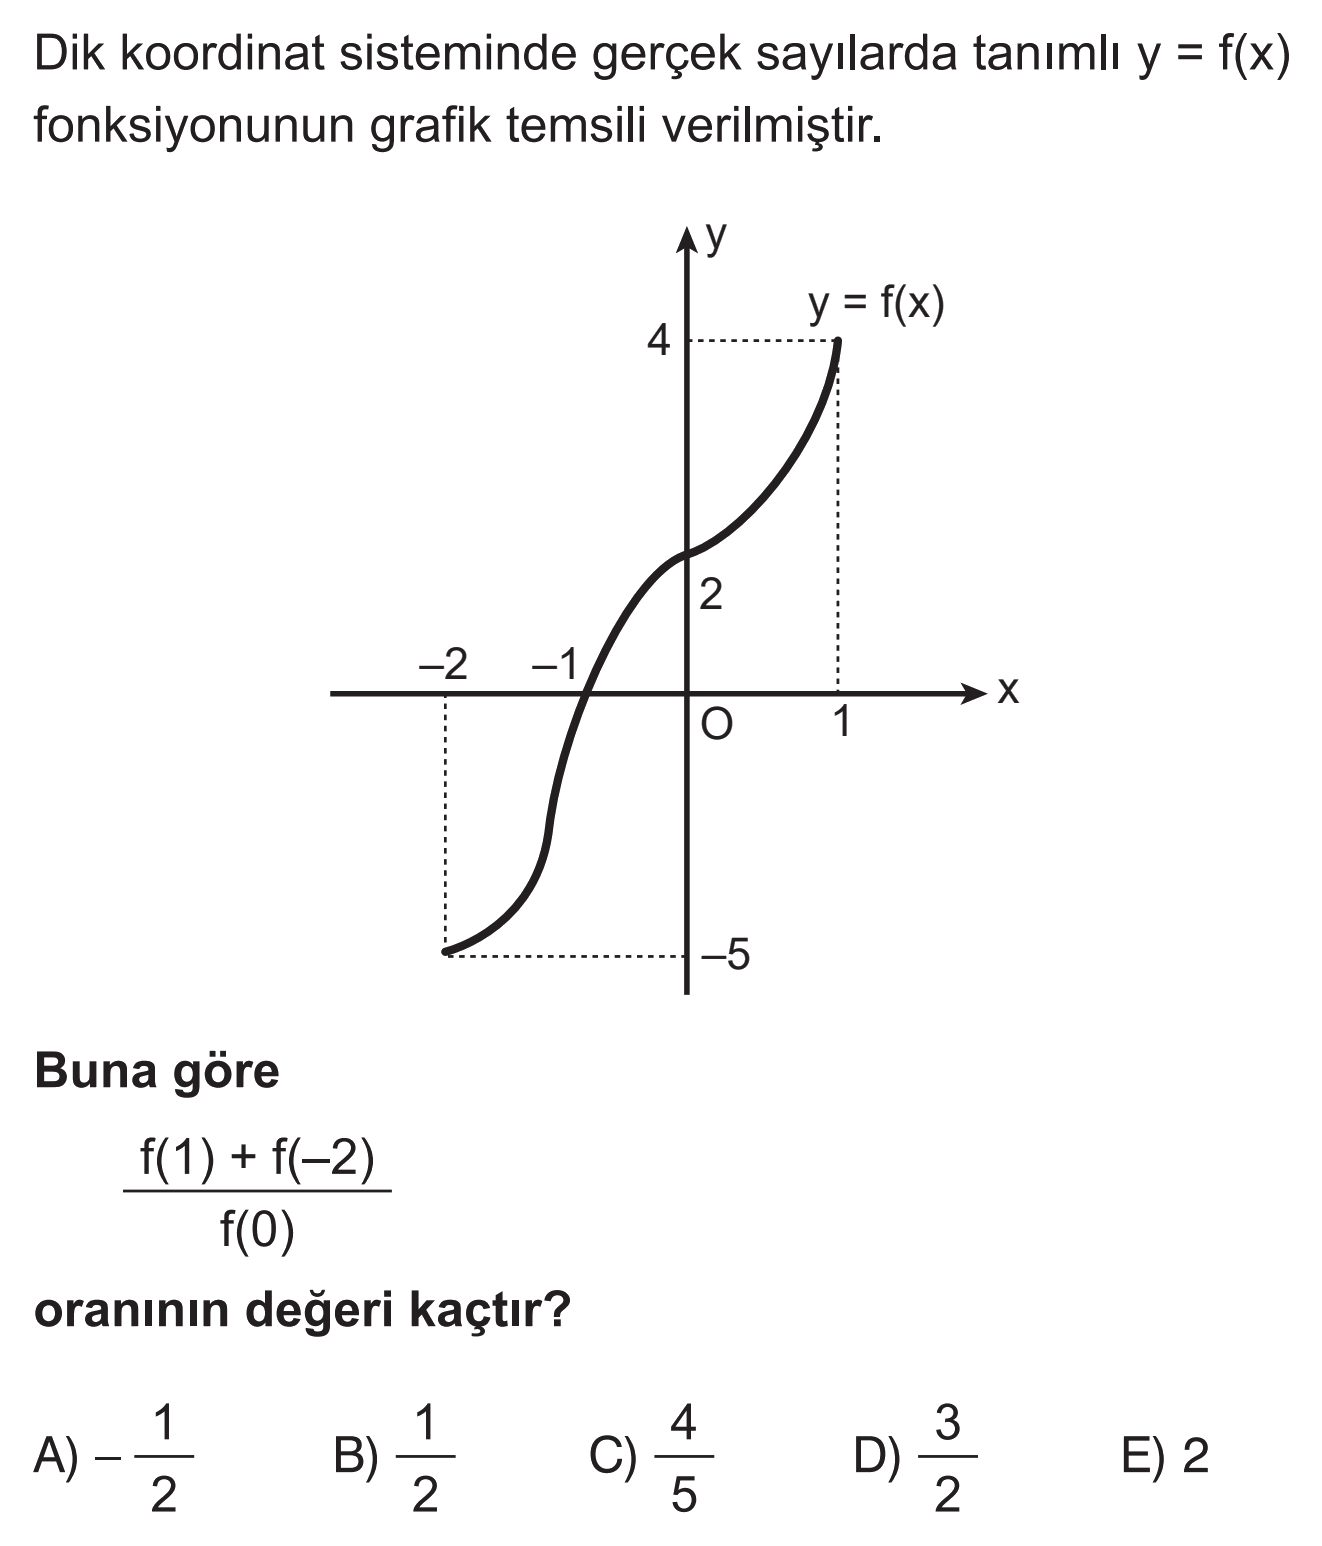 Dik koordinat sisteminde gerçek sayılarda tanımlı y = f(x)
fonksiyonunun grafik temsili verilmiştir.
y
y = f(x)
4
2
–2 –1
x
O
1
–5
Buna göre
f(1) + f(–2)
f(0)
oranının değeri kaçtır?
A) – 1/2 B) 1/2 C) 4/5 D) 3/2 E) 2